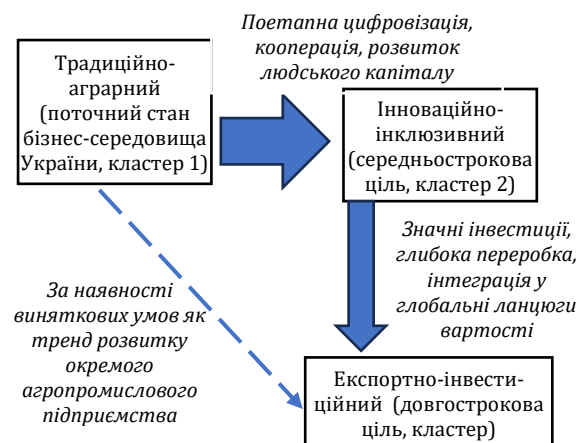 Поетапна цифровізація,
кооперація, розвиток
людського капіталу
Традиційно-
аграрний
(поточний стан
бізнес-середовища
України, кластер 1)
Інноваційно-
інклюзивний
(середньострокова
ціль, кластер 2)
Значні інвестиції,
глибока переробка,
інтеграція у
глобальні ланцюги
вартості
За наявності
виняткових умов як
тренд розвитку
окремого
агропромислового
підприємства
Експортно-інвести-
ційний (довгострокова
ціль, кластер)